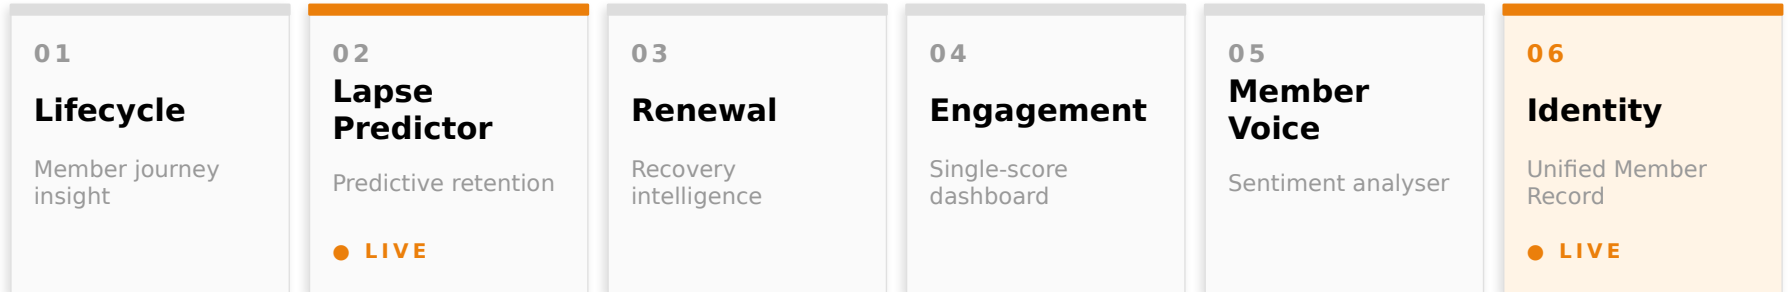 01
Lifecycle
Member journey
insight
02
Lapse
Predictor
Predictive retention
● LIVE
03
Renewal
Recovery
intelligence
04
Engagement
Single-score
dashboard
05
Member
Voice
Sentiment analyser
06
Identity
Unified Member
Record
● LIVE